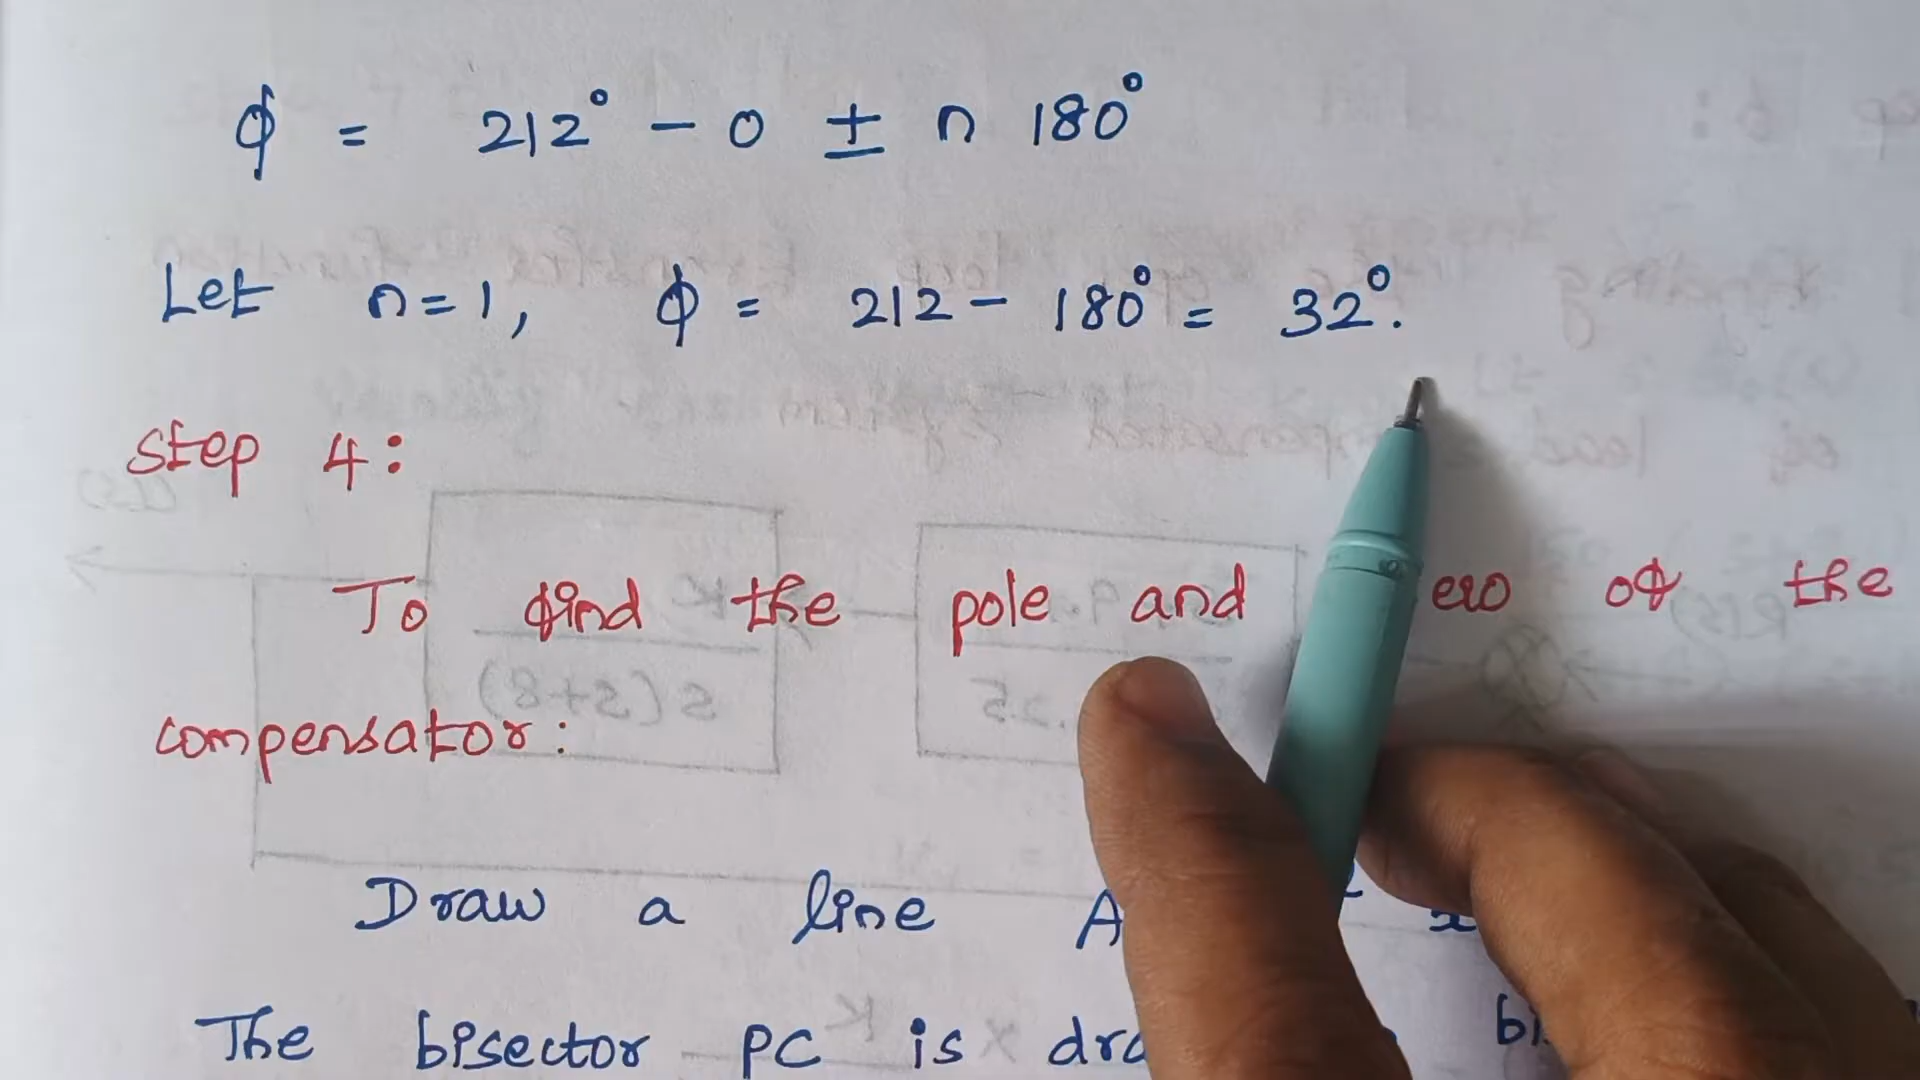 ϕ = 212° - 0 ± n 180°
Let n=1, ϕ = 212 - 180° = 32°.
Step 4:
To find the pole and ero of the
compensator:
Draw a line A
The bisector PC is